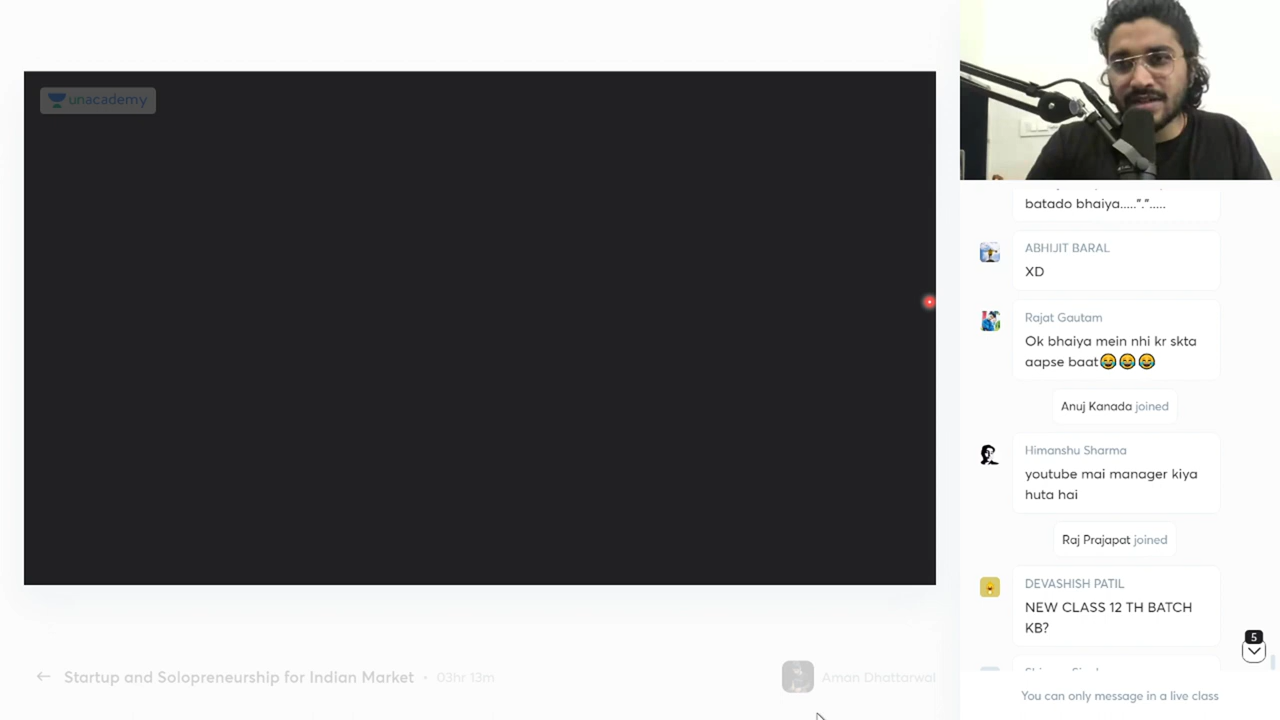 unacademy
batado bhaiya.....".".....
ABHIJIT BARAL
XD
Rajat Gautam
Ok bhaiya mein nhi kr skta
aapse baat😂😂😂
Anuj Kanada joined
Himanshu Sharma
youtube mai manager kiya
huta hai
Raj Prajapat joined
DEVASHISH PATIL
NEW CLASS 12 TH BATCH
KB?
5
You can only message in a live class
← Startup and Solopreneurship for Indian Market • 03hr 13m
Aman Dhattarwal